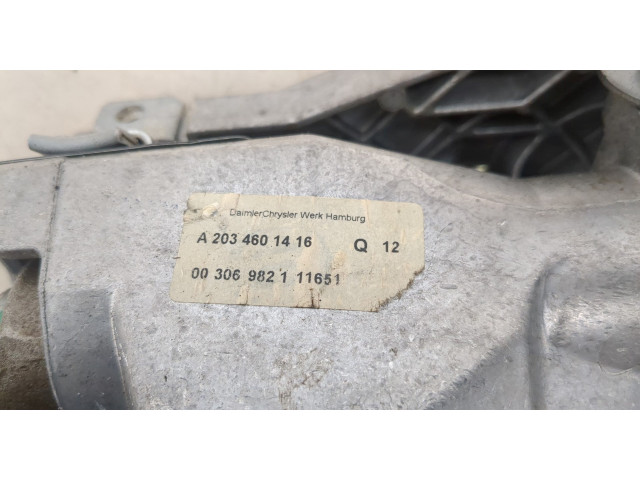 DaimlerChrysler Werk Hamburg
A 203 460 14 16 Q 12
00 306 982 1 11651